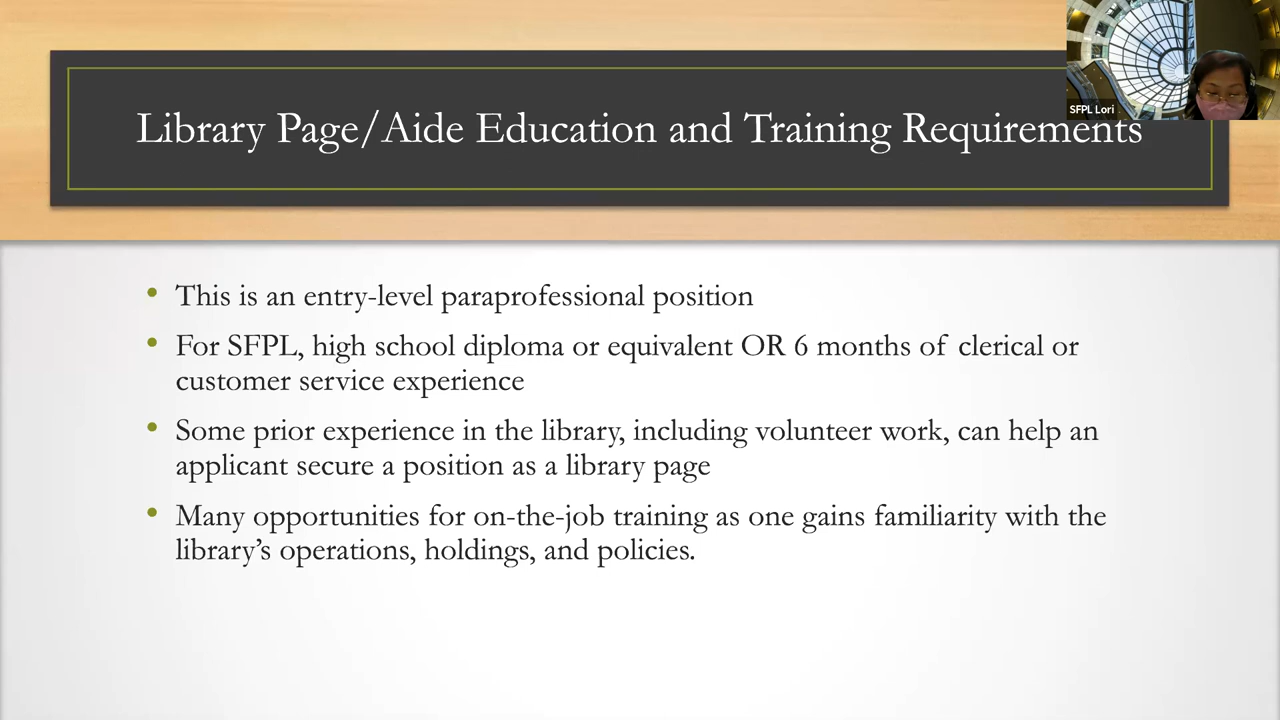 SFPL Lori
Library Page/Aide Education and Training Requirements
• This is an entry-level paraprofessional position
• For SFPL, high school diploma or equivalent OR 6 months of clerical or
customer service experience
• Some prior experience in the library, including volunteer work, can help an
applicant secure a position as a library page
• Many opportunities for on-the-job training as one gains familiarity with the
library’s operations, holdings, and policies.